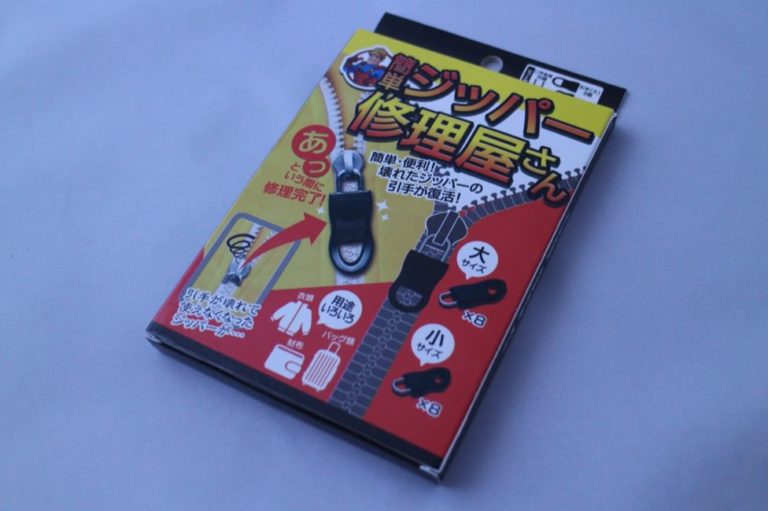 簡単
ジッパー
修理屋さん
あっ
と
いう間に
修理完了!
簡単・便利!
壊れたジッパーの
引手が復活!
引手が壊れて
使えなくなった
ジッパーが…
衣類
用途
いろいろ
財布
バッグ類
大
サイズ
×8
小
サイズ
×8